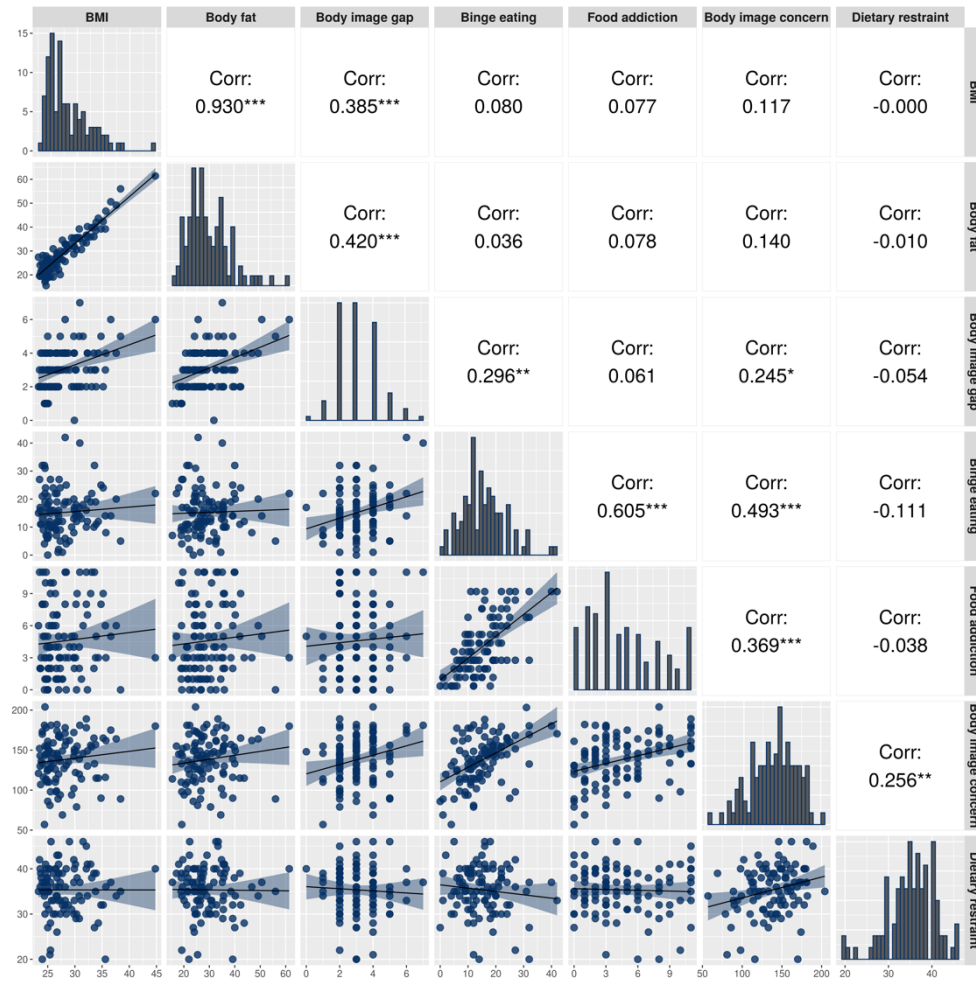 BMI Body fat Body image gap Binge eating Food addiction Body image concern Dietary restraint
15
10
5
0
Corr: Corr: Corr: Corr: Corr: Corr:
0.930*** 0.385*** 0.080 0.077 0.117 -0.000
BMI
60
50
40
30
20
Corr: Corr: Corr: Corr: Corr:
0.420*** 0.036 0.078 0.140 -0.010
Body fat
6
4
2
0
Corr: Corr: Corr: Corr:
0.296** 0.061 0.245* -0.054
Body image gap
40
30
20
10
0
Corr: Corr: Corr:
0.605*** 0.493*** -0.111
Binge eating
9
6
3
0
Corr: Corr:
0.369*** -0.038
Food addiction
200
150
100
50
Corr:
0.256**
Body image concern
40
30
20
Dietary restraint
25 30 35 40 45 20 30 40 50 60 0 2 4 6 0 10 20 30 40 0 3 6 9 50 100 150 200 20 30 40